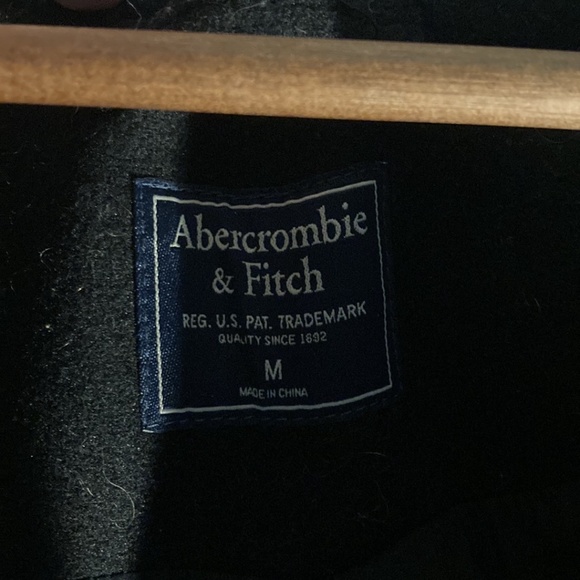 Abercrombie
& Fitch
REG. U.S. PAT. TRADEMARK
QUALITY SINCE 1892
M
MADE IN CHINA